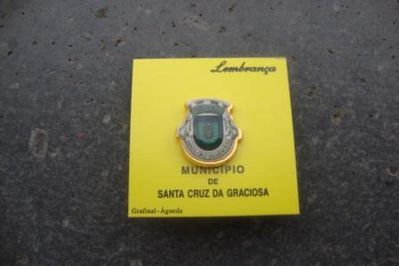 Lembrança
MUNICIPIO
DE
SANTA CRUZ DA GRACIOSA
Grafinal-Águeda